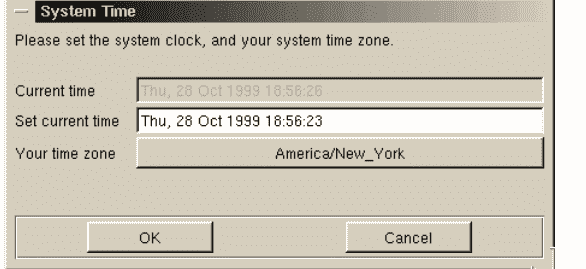 System Time
Please set the system clock, and your system time zone.
Current time Thu, 28 Oct 1999 18:56:26
Set current time Thu, 28 Oct 1999 18:56:23
Your time zone America/New_York
OK Cancel